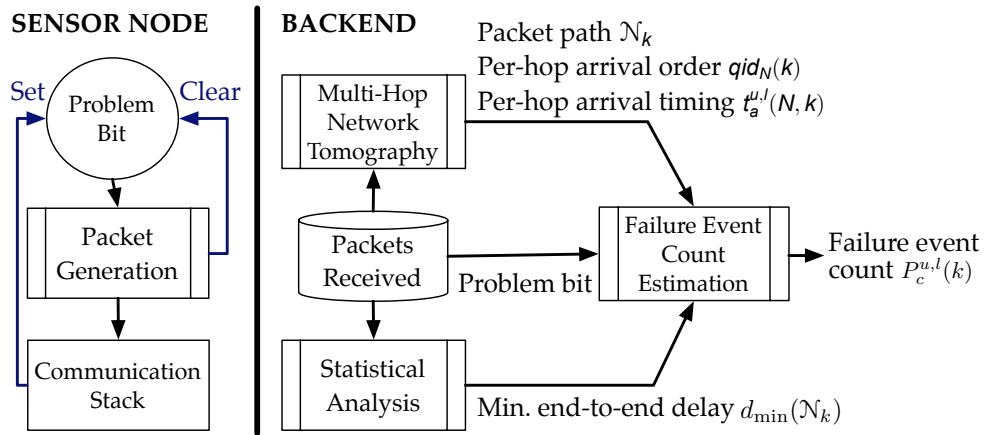 SENSOR NODE
Set
Problem
Bit
Clear
Packet
Generation
Communication
Stack
BACKEND
Packet path 𝒩ₖ
Per-hop arrival order qid_N(k)
Per-hop arrival timing t_a^{u,l}(N, k)
Multi-Hop
Network
Tomography
Packets
Received
Problem bit
Failure Event
Count
Estimation
Failure event
count P_c^{u,l}(k)
Statistical
Analysis
Min. end-to-end delay d_min(𝒩ₖ)